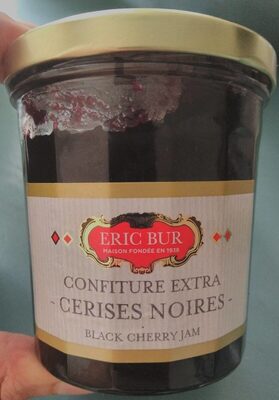 ERIC BUR
MAISON FONDÉE EN 1938
CONFITURE EXTRA
- CERISES NOIRES -
BLACK CHERRY JAM